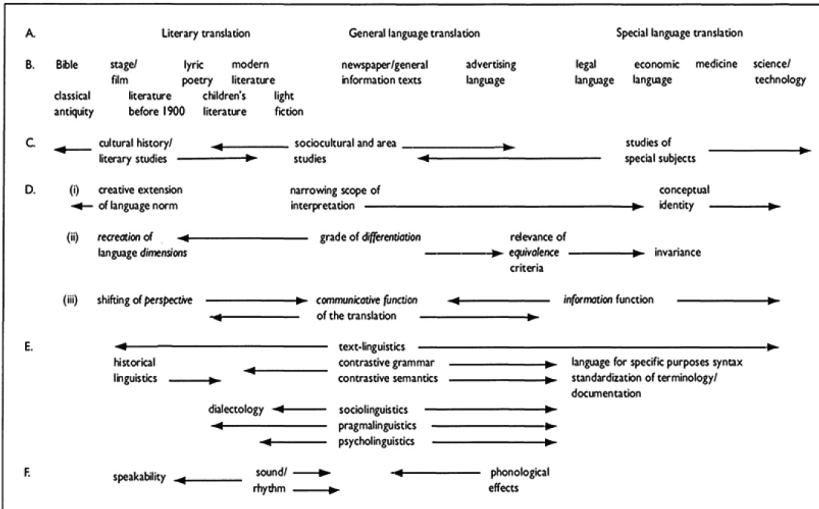 A. Literary translation General language translation Special language translation
B. Bible stage/ lyric modern newspaper/general advertising legal economic medicine science/
film poetry literature information texts language language language technology
classical literature children's light
antiquity before 1900 literature fiction
C. cultural history/ sociocultural and area studies of
literary studies studies special subjects
D. (i) creative extension narrowing scope of conceptual
of language norm interpretation identity
(ii) recreation of grade of differentiation relevance of
language dimensions equivalence invariance
criteria
(iii) shifting of perspective communicative function information function
of the translation
E. text-linguistics
historical contrastive grammar language for specific purposes syntax
linguistics contrastive semantics standardization of terminology/
documentation
dialectology sociolinguistics
pragmalinguistics
psycholinguistics
F. speakability sound/ phonological
rhythm effects